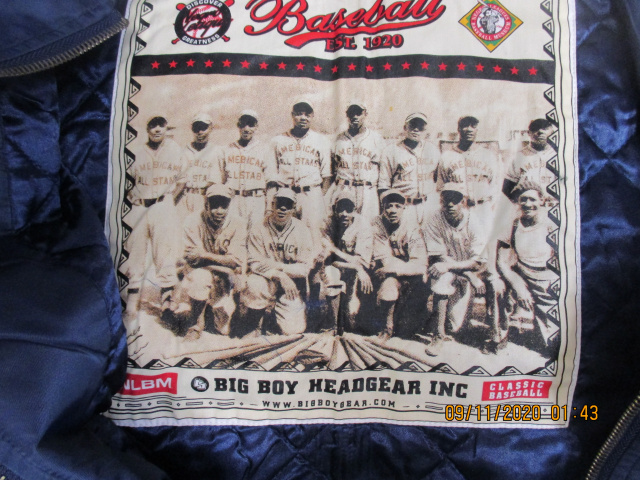 DISCOVER
GREATNESS
Baseball
EST. 1920
AMERICAN
ALL STARS
NLBM
BIG BOY HEADGEAR INC
CLASSIC
BASEBALL
WWW.BIGBOYGEAR.COM
09/11/2020 01:43